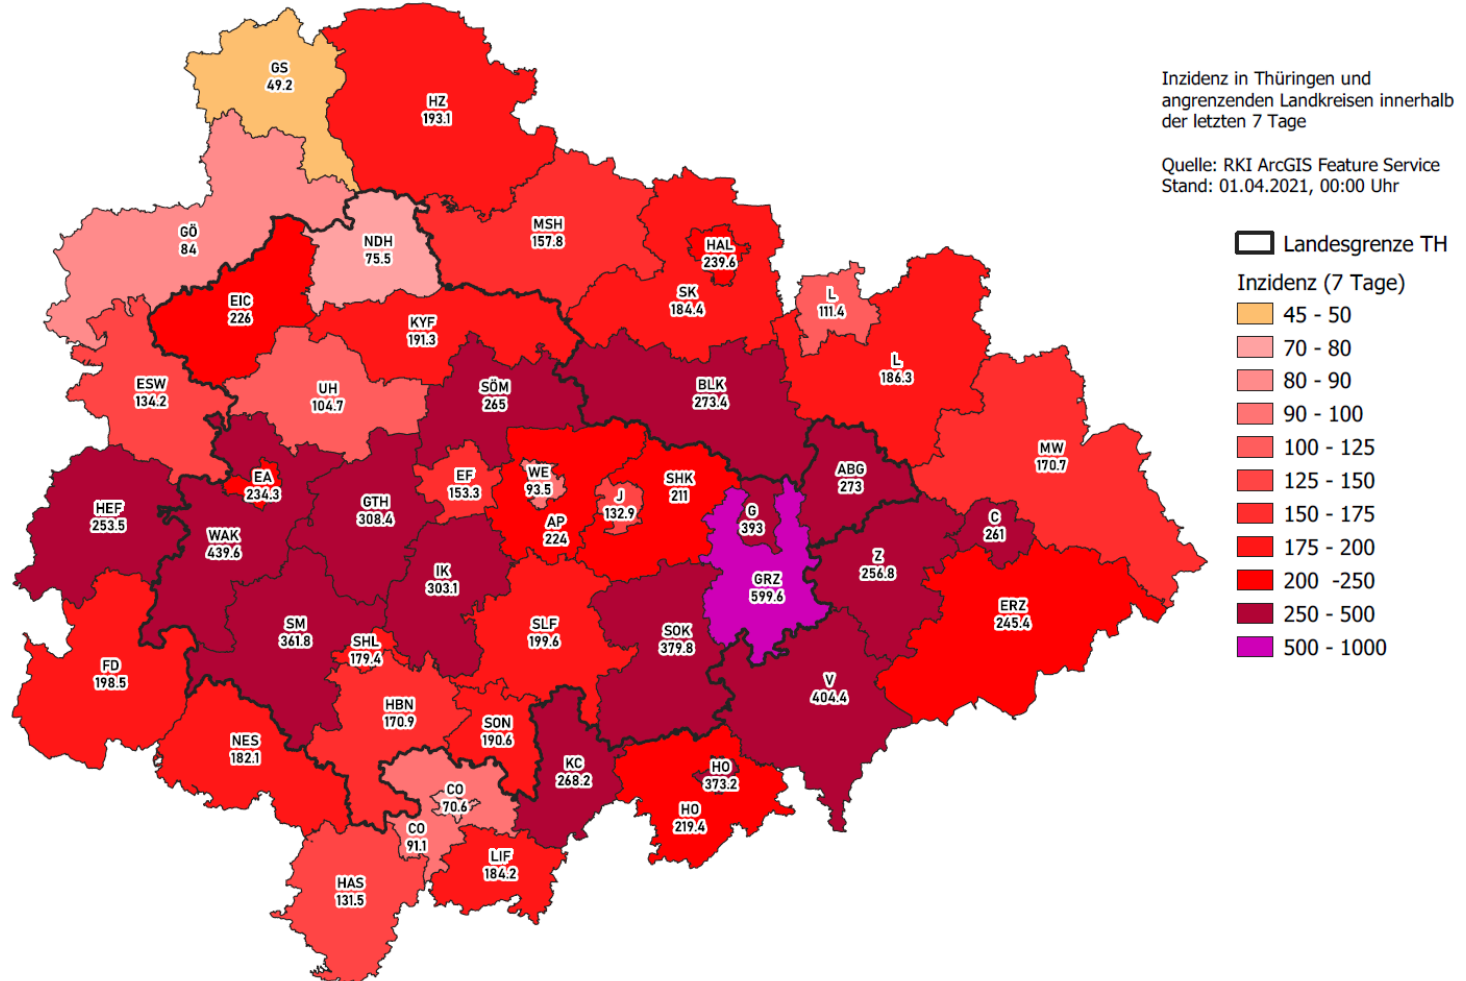 GS
49.2
HZ
193.1
GÖ
84
NDH
75.5
MSH
157.8
HAL
239.6
EIC
226
SK
184.4
L
111.4
KYF
191.3
L
186.3
ESW
134.2
UH
104.7
SÖM
265
BLK
273.4
MW
170.7
EA
234.3
EF
153.3
WE
93.5
SHK
211
ABG
273
HEF
253.5
GTH
308.4
J
132.9
G
393
C
261
WAK
439.6
AP
224
Z
256.8
IK
303.1
GRZ
599.6
ERZ
245.4
SM
361.8
SHL
179.4
SLF
199.6
SOK
379.8
FD
198.5
V
404.4
HBN
170.9
SON
190.6
NES
182.1
KC
268.2
HO
373.2
CO
70.6
HO
219.4
CO
91.1
LIF
184.2
HAS
131.5
Inzidenz in Thüringen und
angrenzenden Landkreisen innerhalb
der letzten 7 Tage
Quelle: RKI ArcGIS Feature Service
Stand: 01.04.2021, 00:00 Uhr
Landesgrenze TH
Inzidenz (7 Tage)
45 - 50
70 - 80
80 - 90
90 - 100
100 - 125
125 - 150
150 - 175
175 - 200
200 -250
250 - 500
500 - 1000